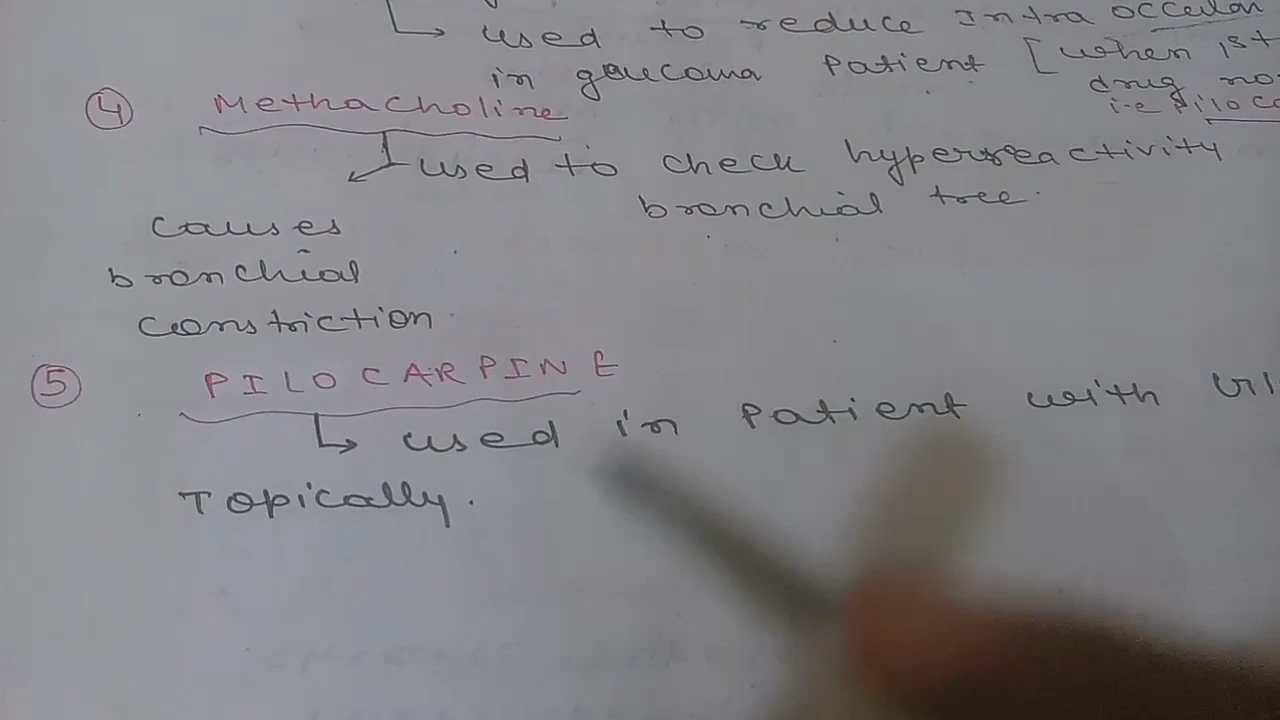 used to reduce Intra occular
in gaucoma Patient [when 1st
drug no
i.e Piloc
④ Methacholine
used to check hyperreactivity
bronchial tree.
causes
bronchial
constriction
⑤ PILOCARPINE
used in Patient with
Topically.